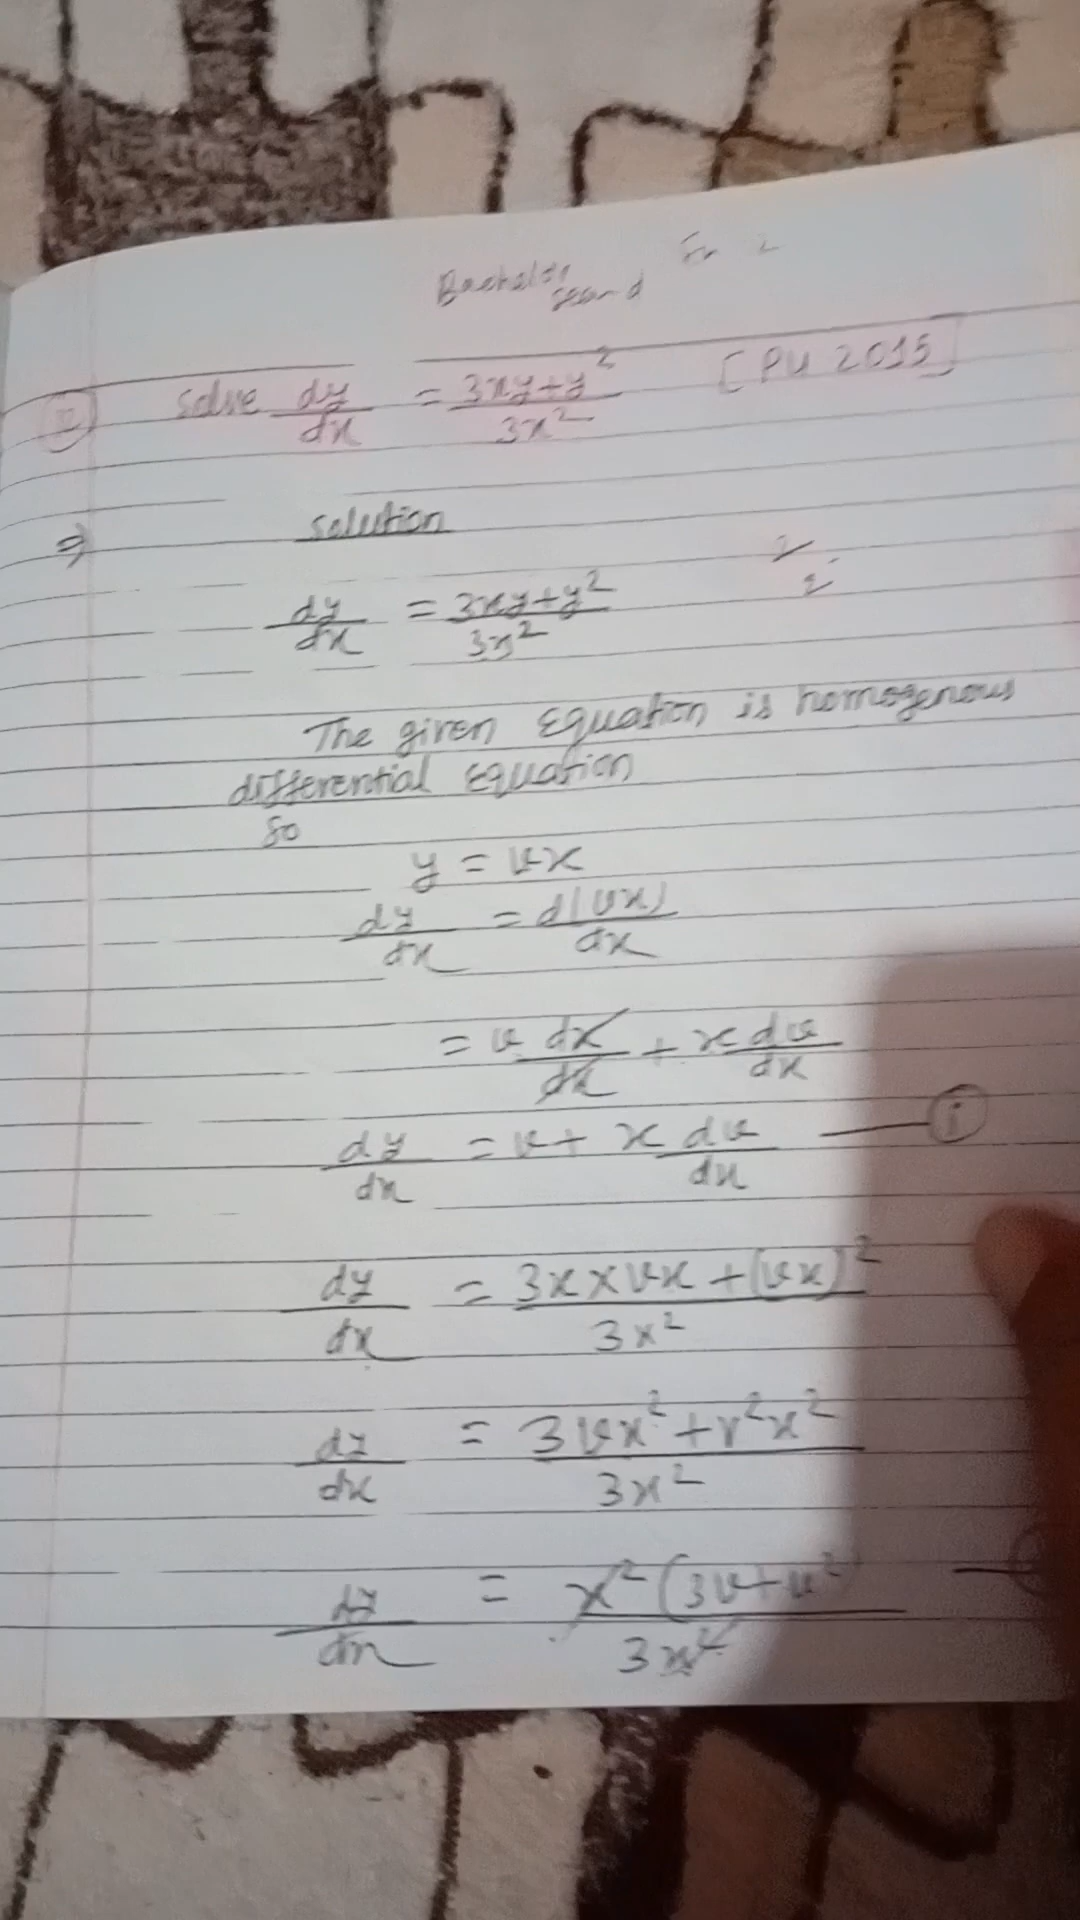 Bachelor
second
Solve dy/dx = 3xy+y²/3x² [PU 2015]
⇒ solution
dy/dx = 3xy+y²/3x²
The given Equation is homogenous
differential Equation
So
y = vx
dy/dx = d(vx)/dx
= v dx/dx + x dv/dx
dy/dx = v + x dv/dx — i
dy/dx = 3x x vx + (vx)²/3x²
dy/dx = 3vx² + v²x²/3x²
dy/dx = x²(3v+v²)/3x²